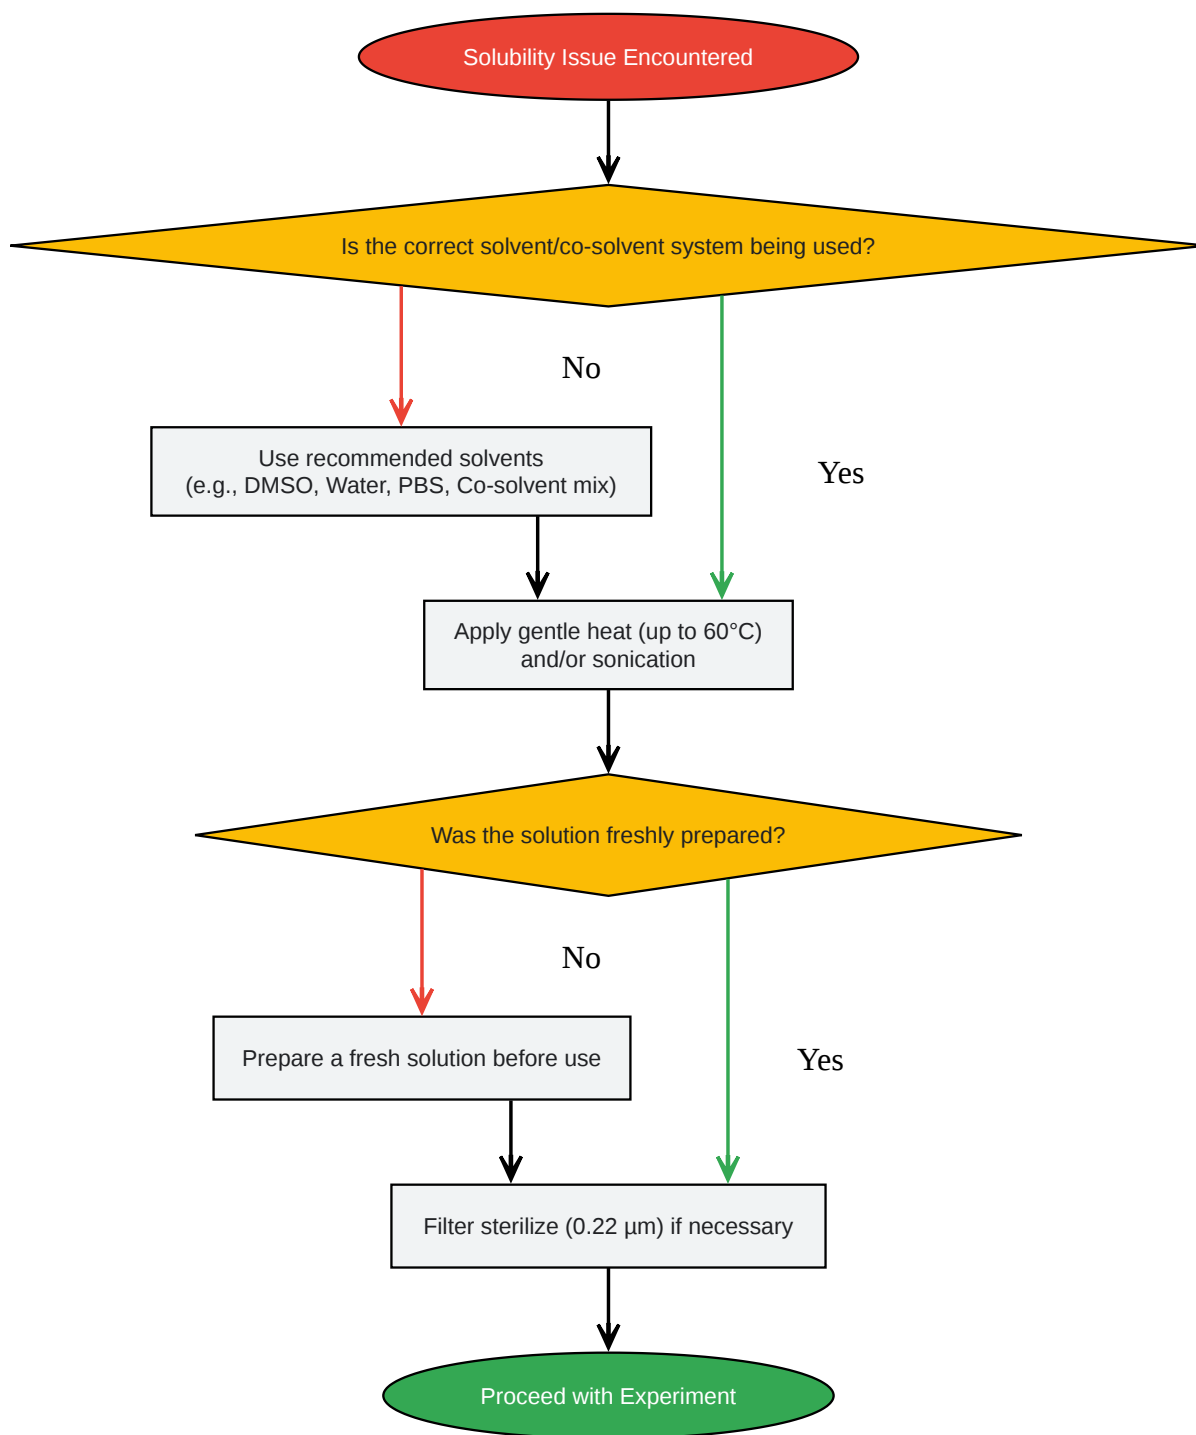 Solubility Issue Encountered
Is the correct solvent/co-solvent system being used?
No
Use recommended solvents
(e.g., DMSO, Water, PBS, Co-solvent mix)
Yes
Apply gentle heat (up to 60°C)
and/or sonication
Was the solution freshly prepared?
No
Prepare a fresh solution before use
Yes
Filter sterilize (0.22 µm) if necessary
Proceed with Experiment